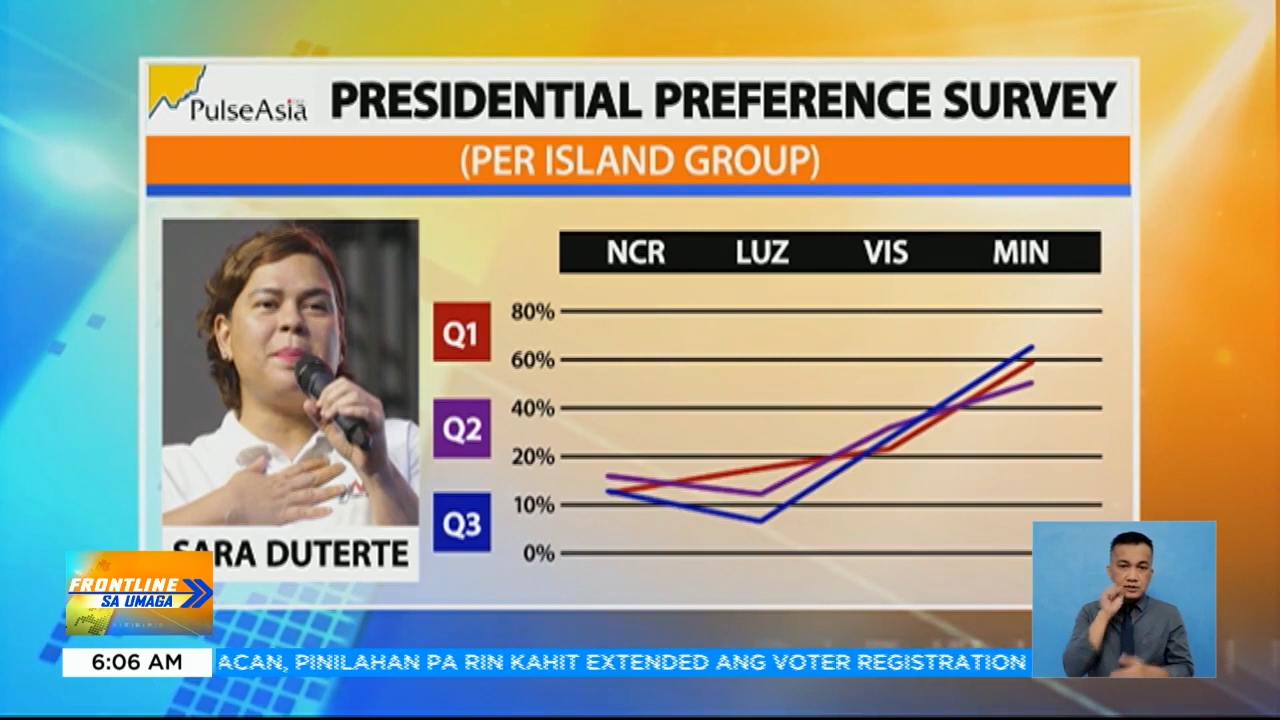 PulseAsia
PRESIDENTIAL PREFERENCE SURVEY
(PER ISLAND GROUP)
NCR LUZ VIS MIN
80%
Q1
60%
40%
Q2
20%
10%
Q3
0%
SARA DUTERTE
FRONTLINE
SA UMAGA
6:06 AM
ACAN, PINILAHAN PA RIN KAHIT EXTENDED ANG VOTER REGISTRATION